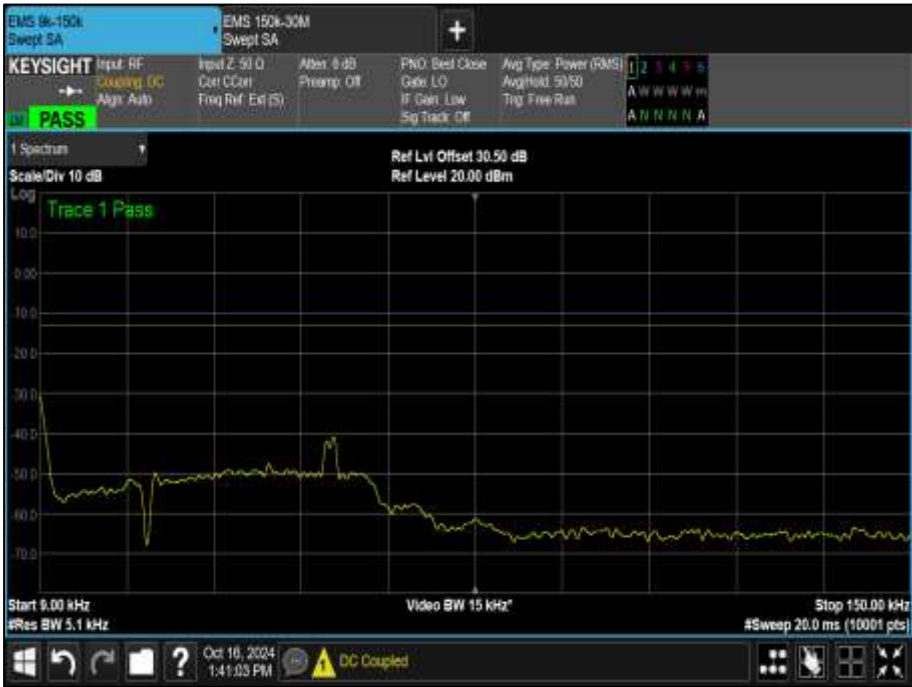 EMS 9k-150k
Swept SA
EMS 150k-30M
Swept SA
+
KEYSIGHT
Input: RF
Coupling: DC
Align: Auto
Input Z: 50 Ω
Corr CCorr
Freq Ref: Ext (S)
Atten: 6 dB
Preamp: Off
PNO: Best Close
Gate: LO
IF Gain: Low
Sig Track: Off
Avg Type: Power (RMS)
Avg|Hold: 50/50
Trig: Free Run
1 2 3 4 5 6
A W W W W
A N N N N A
PASS
1 Spectrum
Scale/Div 10 dB
Ref Lvl Offset 30.50 dB
Ref Level 20.00 dBm
Log
Trace 1 Pass
10.0
0.00
-10.0
-20.0
-30.0
-40.0
-50.0
-60.0
-70.0
Start 9.00 kHz
#Res BW 5.1 kHz
Video BW 15 kHz*
Stop 150.00 kHz
#Sweep 20.0 ms (10001 pts)
?
Oct 16, 2024
1:41:03 PM
DC Coupled